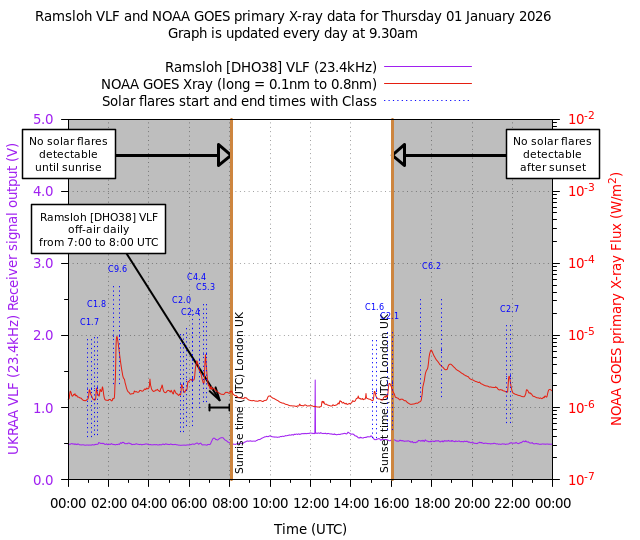 Ramsloh VLF and NOAA GOES primary X-ray data for Thursday 01 January 2026
Graph is updated every day at 9.30am
Ramsloh [DHO38] VLF (23.4kHz)
NOAA GOES Xray (long = 0.1nm to 0.8nm)
Solar flares start and end times with Class
5.0
4.0
3.0
2.0
1.0
0.0
UKRAA VLF (23.4kHz) Receiver signal output (V)
10-2
10-3
10-4
10-5
10-6
10-7
NOAA GOES primary X-ray Flux (W/m2)
No solar flares
detectable
until sunrise
No solar flares
detectable
after sunset
Ramsloh [DHO38] VLF
off-air daily
from 7:00 to 8:00 UTC
C1.7
C1.8
C9.6
C2.0
C2.4
C4.4
C5.3
C1.6
C2.1
C6.2
C2.7
Sunrise time (UTC) London UK
Sunset time (UTC) London UK
00:00 02:00 04:00 06:00 08:00 10:00 12:00 14:00 16:00 18:00 20:00 22:00 00:00
Time (UTC)